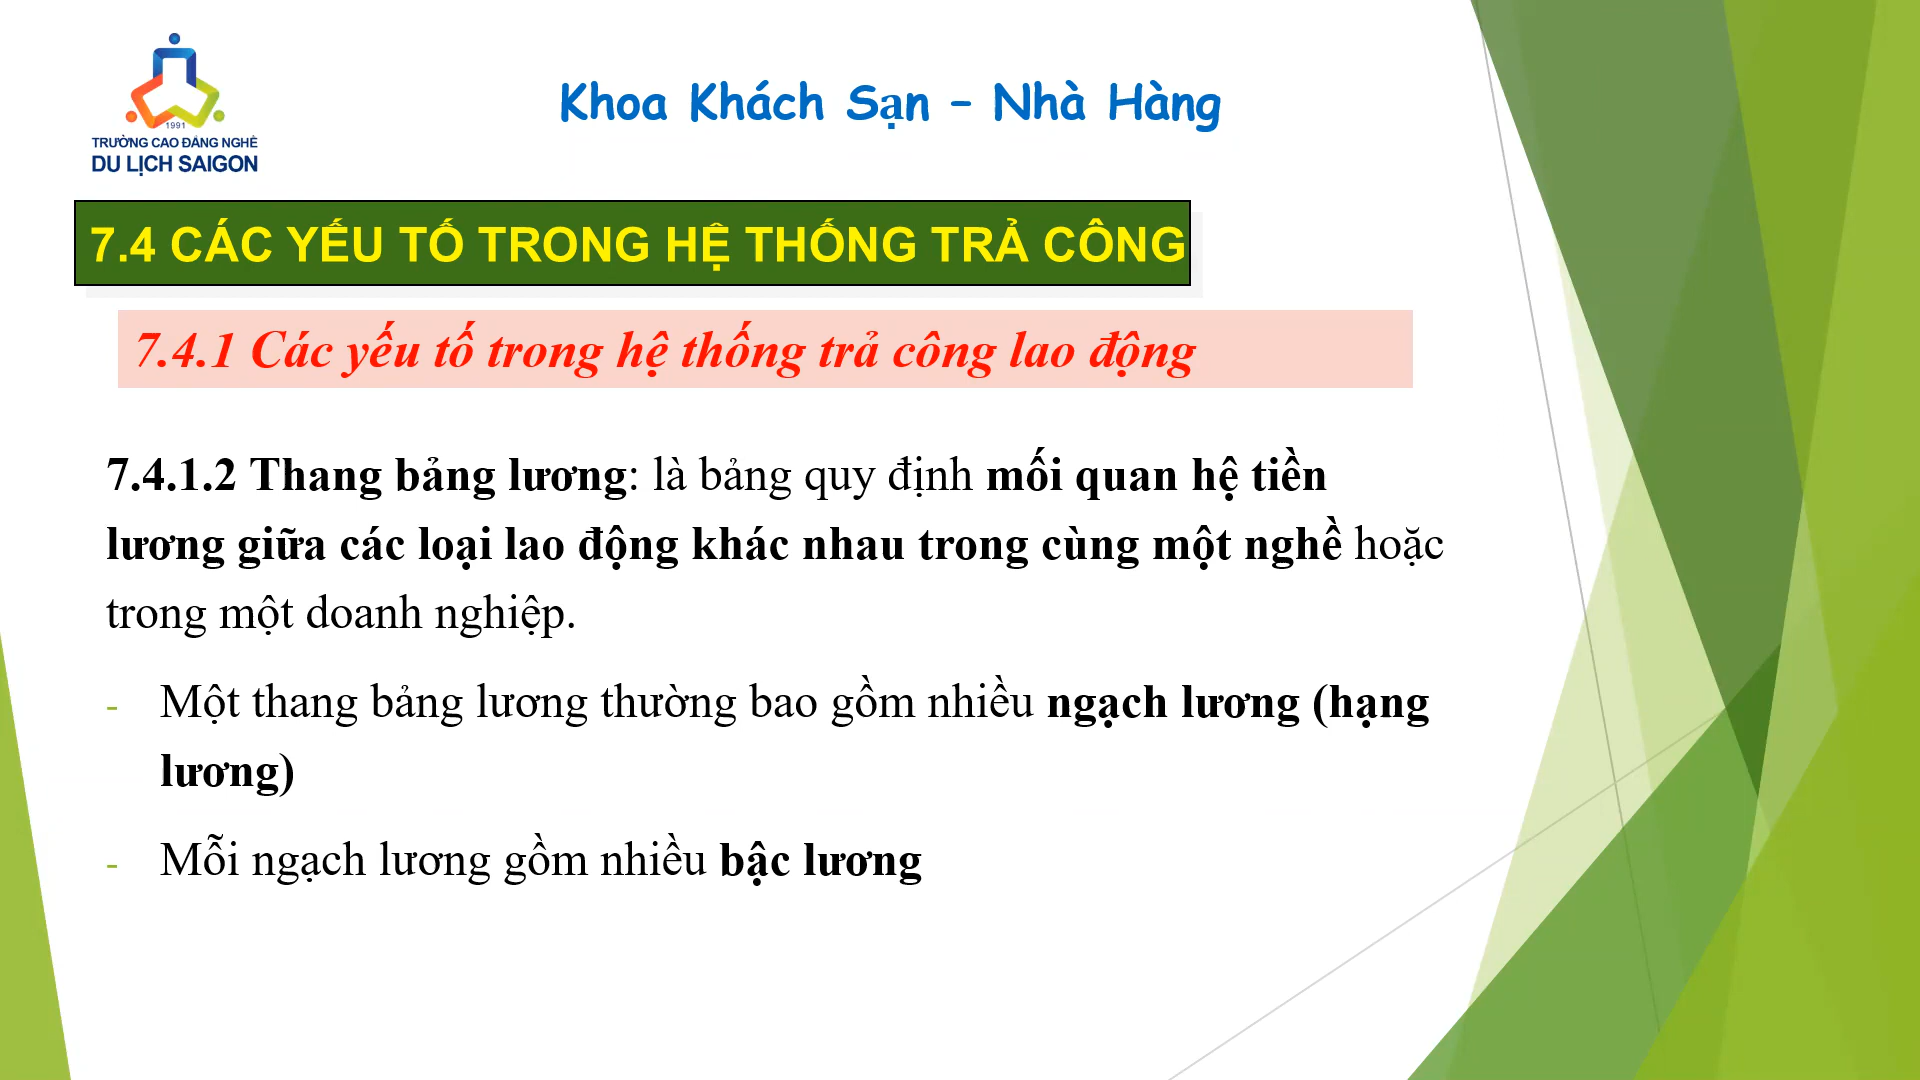 1991
TRƯỜNG CAO ĐẲNG NGHỀ
DU LỊCH SAIGON
Khoa Khách Sạn – Nhà Hàng
7.4 CÁC YẾU TỐ TRONG HỆ THỐNG TRẢ CÔNG
7.4.1 Các yếu tố trong hệ thống trả công lao động
7.4.1.2 Thang bảng lương: là bảng quy định mối quan hệ tiền
lương giữa các loại lao động khác nhau trong cùng một nghề hoặc
trong một doanh nghiệp.
- Một thang bảng lương thường bao gồm nhiều ngạch lương (hạng
lương)
- Mỗi ngạch lương gồm nhiều bậc lương